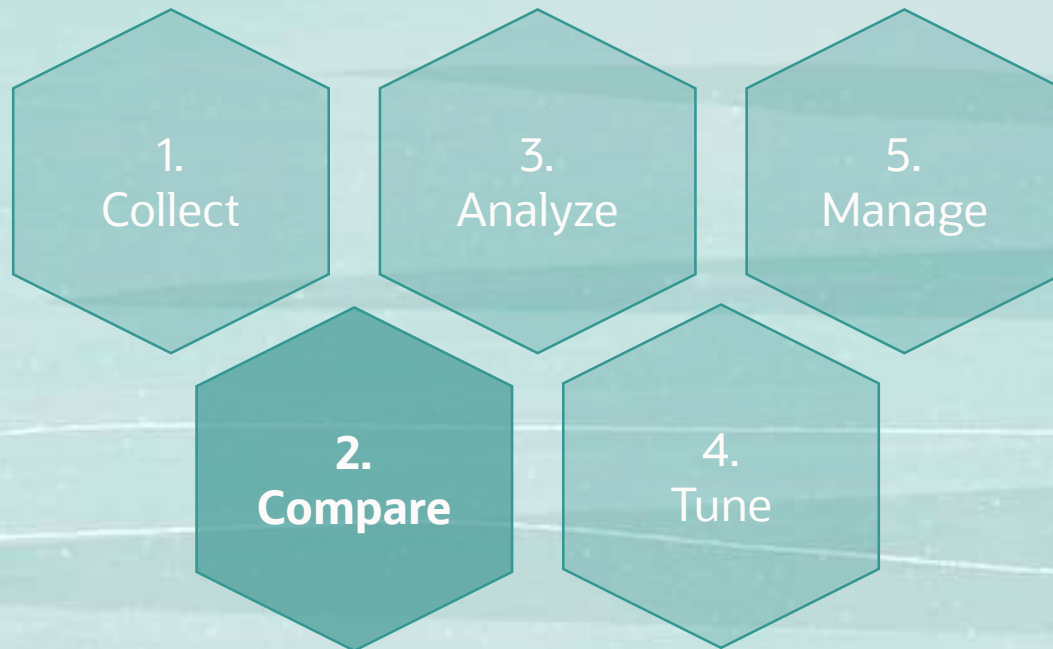 1.
Collect
2.
Compare
3.
Analyze
4.
Tune
5.
Manage